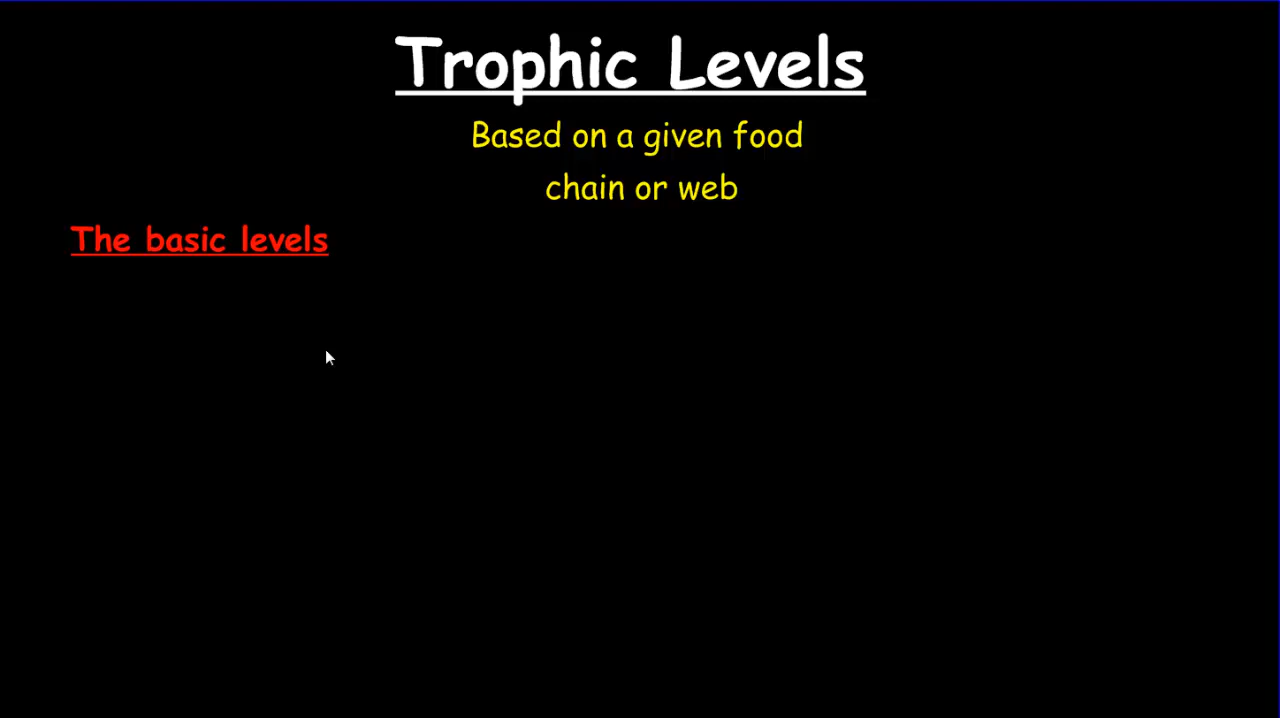 Trophic Levels
Based on a given food
chain or web
The basic levels